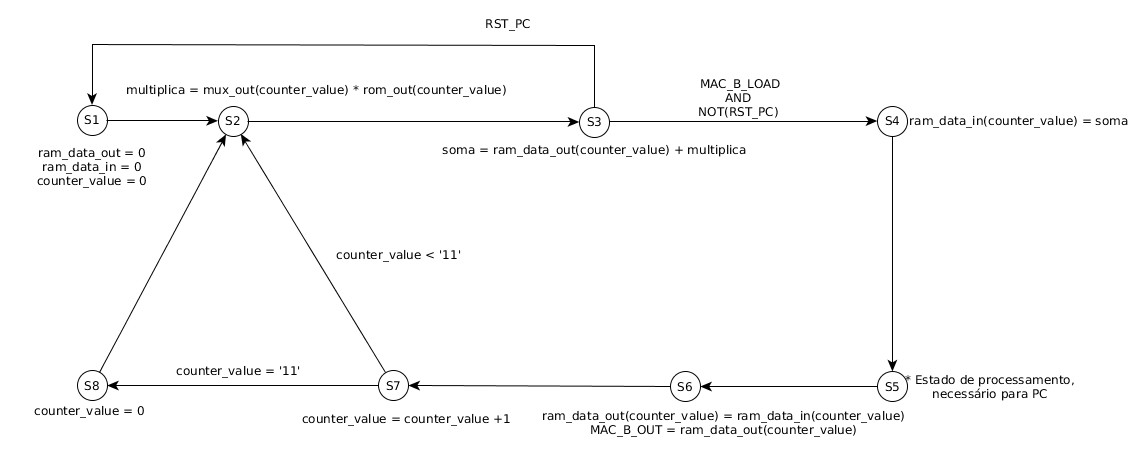 RST_PC
multiplica = mux_out(counter_value) * rom_out(counter_value)
MAC_B_LOAD
AND
NOT(RST_PC)
S1
S2
S3
S4
ram_data_in(counter_value) = soma
ram_data_out = 0
ram_data_in = 0
counter_value = 0
soma = ram_data_out(counter_value) + multiplica
counter_value < '11'
counter_value = '11'
S8
S7
S6
S5
* Estado de processamento,
necessário para PC
counter_value = 0
counter_value = counter_value +1
ram_data_out(counter_value) = ram_data_in(counter_value)
MAC_B_OUT = ram_data_out(counter_value)